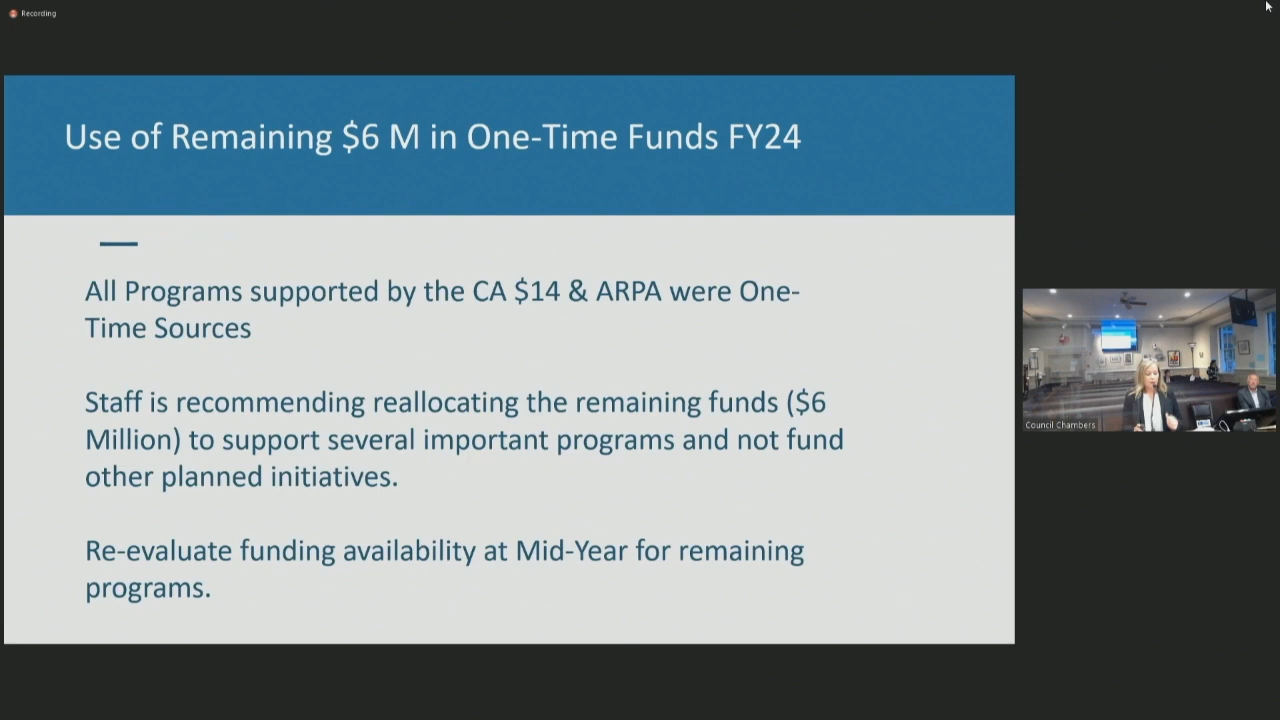 Recording
Use of Remaining $6 M in One-Time Funds FY24
All Programs supported by the CA $14 & ARPA were One-
Time Sources
Staff is recommending reallocating the remaining funds ($6
Million) to support several important programs and not fund
other planned initiatives.
Re-evaluate funding availability at Mid-Year for remaining
programs.
Council Chambers